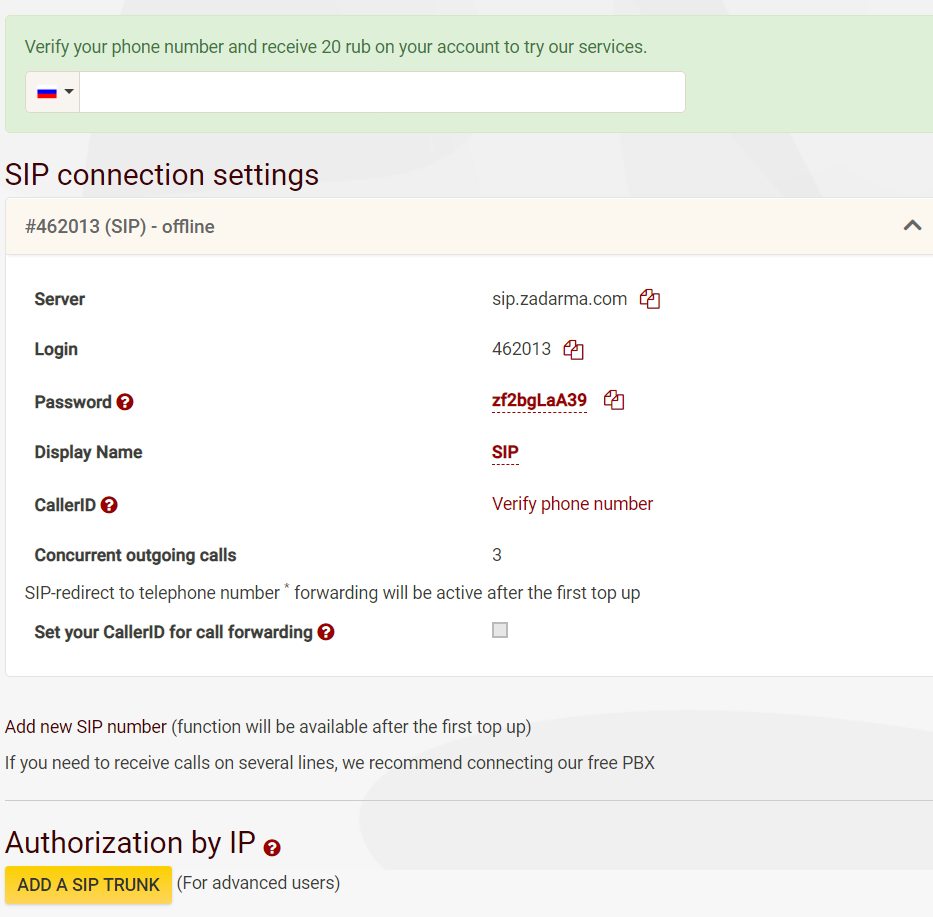 Verify your phone number and receive 20 rub on your account to try our services.
SIP connection settings
#462013 (SIP) - offline
Server sip.zadarma.com
Login 462013
Password zf2bgLaA39
Display Name SIP
CallerID Verify phone number
Concurrent outgoing calls 3
SIP-redirect to telephone number * forwarding will be active after the first top up
Set your CallerID for call forwarding
Add new SIP number (function will be available after the first top up)
If you need to receive calls on several lines, we recommend connecting our free PBX
Authorization by IP
ADD A SIP TRUNK (For advanced users)